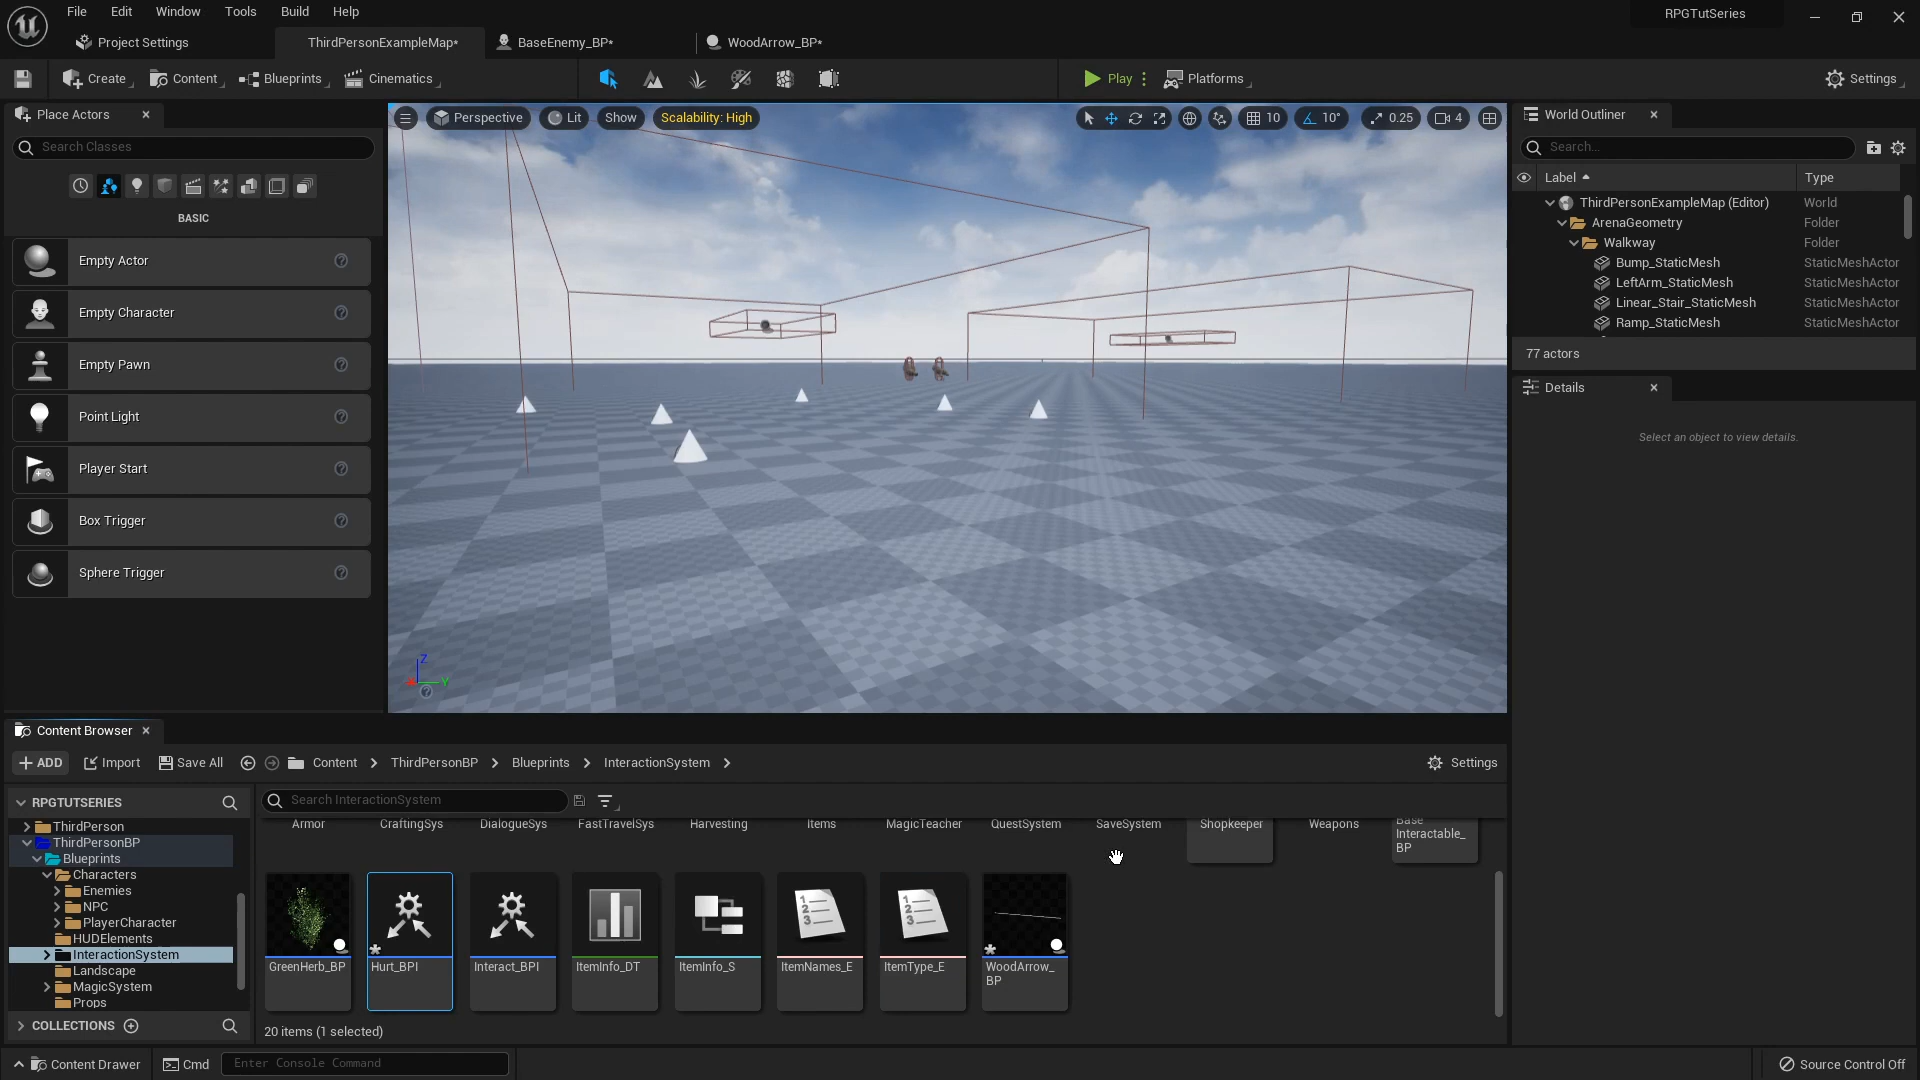 File Edit Window Tools Build Help
RPGTutSeries
Project Settings
ThirdPersonExampleMap*
BaseEnemy_BP*
WoodArrow_BP*
Create
Content
Blueprints
Cinematics
Play
Platforms
Settings
Place Actors
Search Classes
BASIC
Empty Actor
Empty Character
Empty Pawn
Point Light
Player Start
Box Trigger
Sphere Trigger
Perspective
Lit
Show
Scalability: High
10
10°
0.25
4
Z
Y
World Outliner
Search...
Label
Type
ThirdPersonExampleMap (Editor) World
ArenaGeometry Folder
Walkway Folder
Bump_StaticMesh StaticMeshActor
LeftArm_StaticMesh StaticMeshActor
Linear_Stair_StaticMesh StaticMeshActor
Ramp_StaticMesh StaticMeshActor
77 actors
Details
Select an object to view details.
Content Browser
ADD
Import
Save All
Content
ThirdPersonBP
Blueprints
InteractionSystem
Settings
RPGTUTSERIES
ThirdPerson
ThirdPersonBP
Blueprints
Characters
Enemies
NPC
PlayerCharacter
HUDElements
InteractionSystem
Landscape
MagicSystem
Props
COLLECTIONS
Search InteractionSystem
Armor
CraftingSys
DialogueSys
FastTravelSys
Harvesting
Items
MagicTeacher
QuestSystem
SaveSystem
Shopkeeper
Weapons
Base
Interactable_
BP
GreenHerb_BP
Hurt_BPI
Interact_BPI
ItemInfo_DT
ItemInfo_S
ItemNames_E
ItemType_E
WoodArrow_
BP
20 items (1 selected)
Content Drawer
Cmd
Enter Console Command
Source Control Off